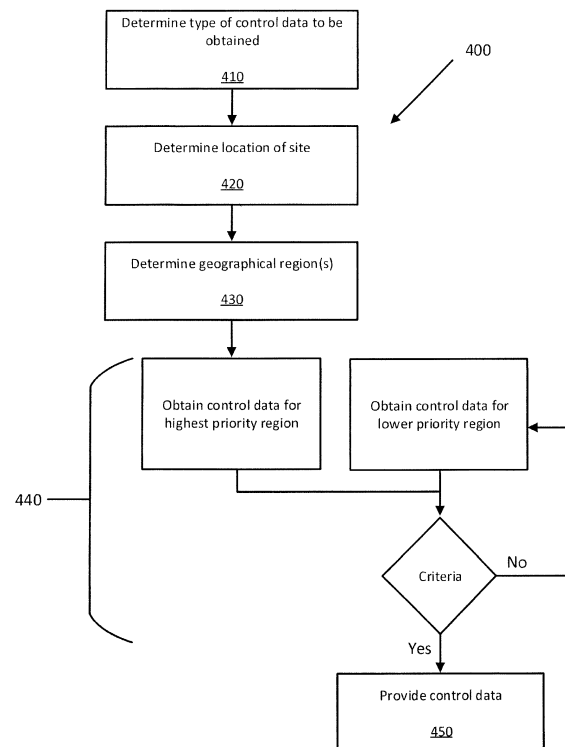 Determine type of control data to be
obtained
410
400
Determine location of site
420
Determine geographical region(s)
430
Obtain control data for
highest priority region
Obtain control data for
lower priority region
440
Criteria
No
Yes
Provide control data
450